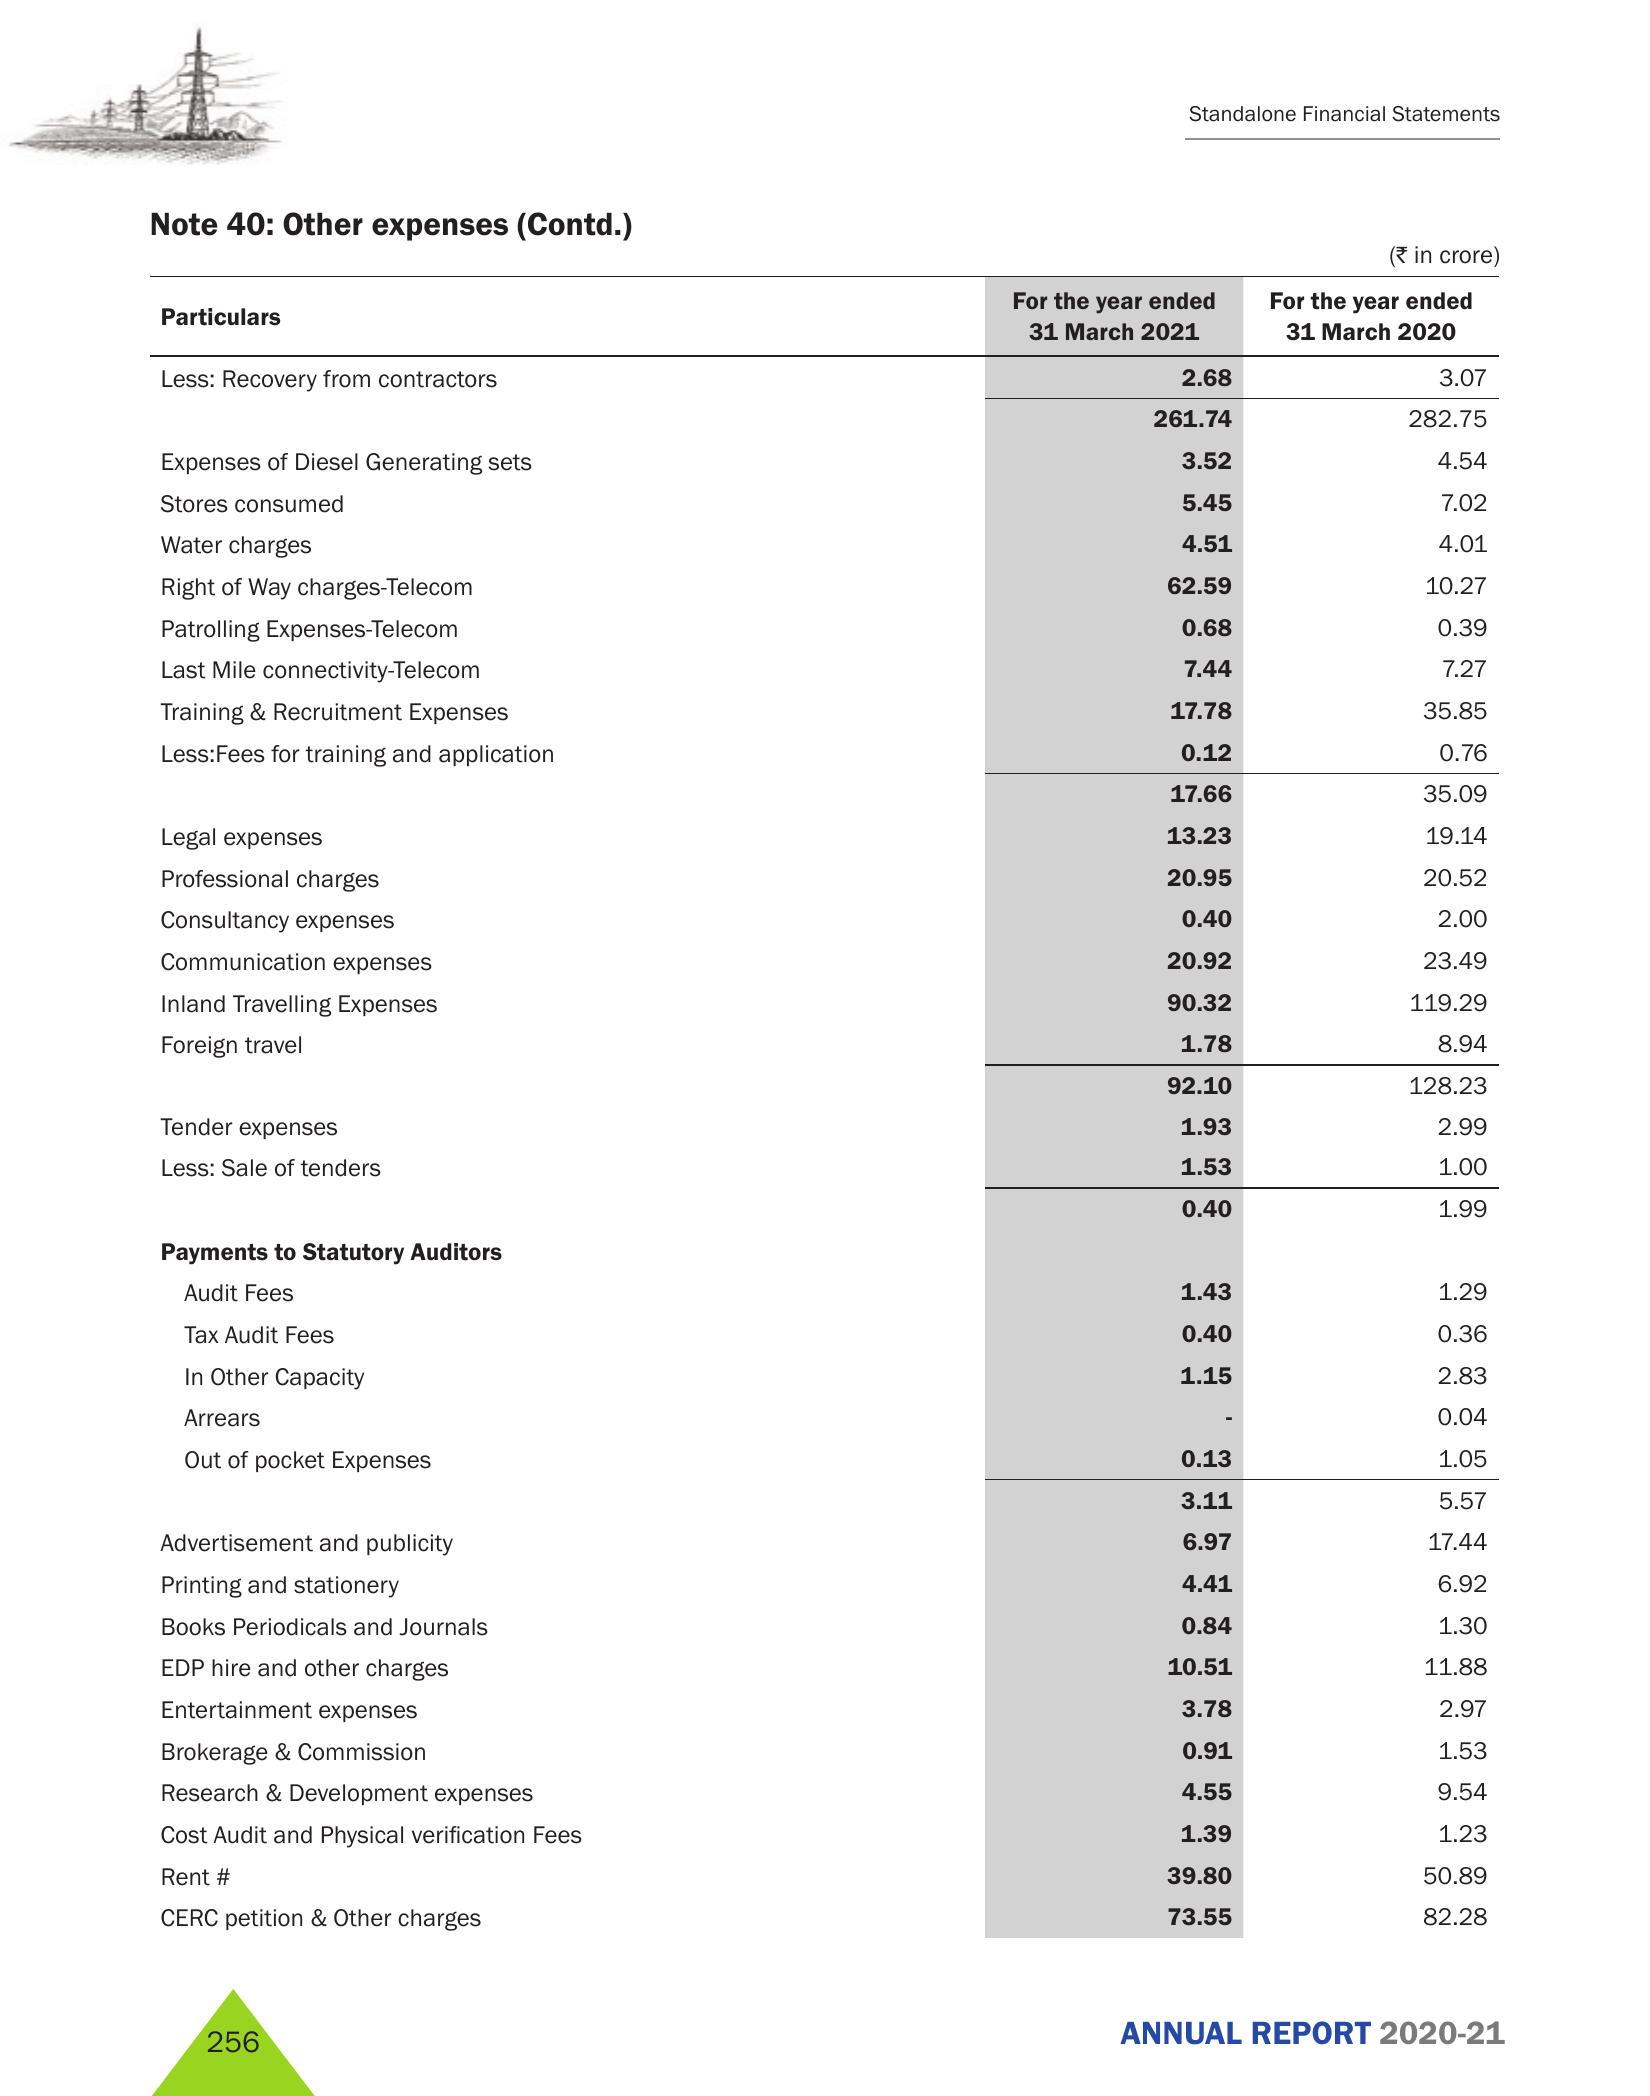 Standalone Financial Statements
Note 40: Other expenses (Contd.)
(₹ in crore)
Particulars For the year ended 31 March 2021 For the year ended 31 March 2020
Less: Recovery from contractors 2.68 3.07
261.74 282.75
Expenses of Diesel Generating sets 3.52 4.54
Stores consumed 5.45 7.02
Water charges 4.51 4.01
Right of Way charges-Telecom 62.59 10.27
Patrolling Expenses-Telecom 0.68 0.39
Last Mile connectivity-Telecom 7.44 7.27
Training & Recruitment Expenses 17.78 35.85
Less:Fees for training and application 0.12 0.76
17.66 35.09
Legal expenses 13.23 19.14
Professional charges 20.95 20.52
Consultancy expenses 0.40 2.00
Communication expenses 20.92 23.49
Inland Travelling Expenses 90.32 119.29
Foreign travel 1.78 8.94
92.10 128.23
Tender expenses 1.93 2.99
Less: Sale of tenders 1.53 1.00
0.40 1.99
Payments to Statutory Auditors
Audit Fees 1.43 1.29
Tax Audit Fees 0.40 0.36
In Other Capacity 1.15 2.83
Arrears - 0.04
Out of pocket Expenses 0.13 1.05
3.11 5.57
Advertisement and publicity 6.97 17.44
Printing and stationery 4.41 6.92
Books Periodicals and Journals 0.84 1.30
EDP hire and other charges 10.51 11.88
Entertainment expenses 3.78 2.97
Brokerage & Commission 0.91 1.53
Research & Development expenses 4.55 9.54
Cost Audit and Physical verification Fees 1.39 1.23
Rent # 39.80 50.89
CERC petition & Other charges 73.55 82.28
256
ANNUAL REPORT 2020-21